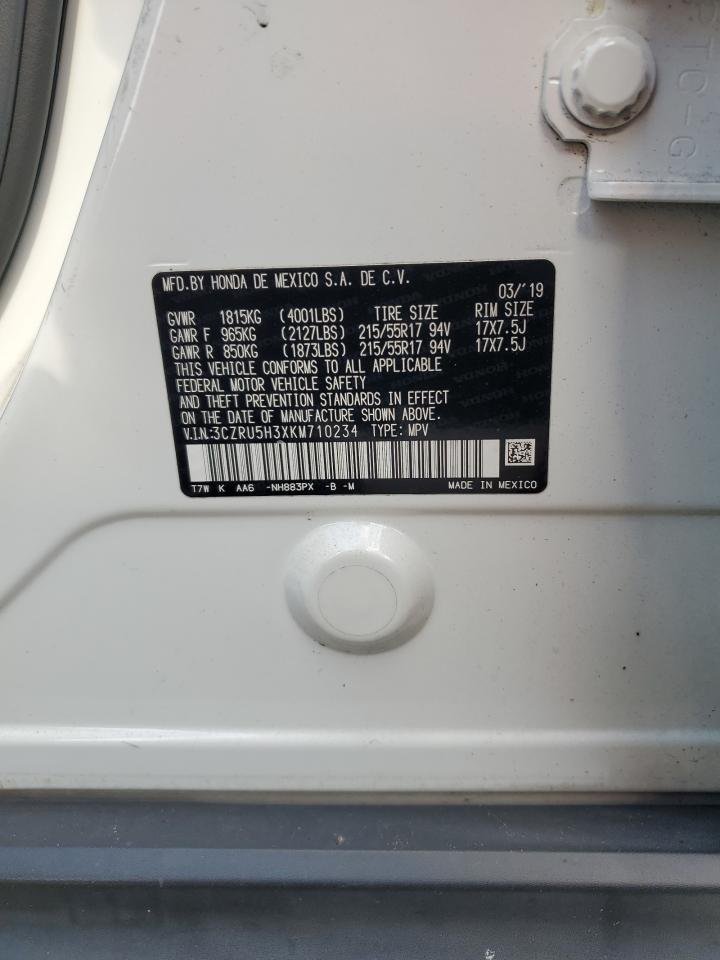 STC-G
MFD.BY HONDA DE MEXICO S.A. DE C.V.
03/'19
GVWR 1815KG (4001LBS) TIRE SIZE RIM SIZE
GAWR F 965KG (2127LBS) 215/55R17 94V 17X7.5J
GAWR R 850KG (1873LBS) 215/55R17 94V 17X7.5J
THIS VEHICLE CONFORMS TO ALL APPLICABLE
FEDERAL MOTOR VEHICLE SAFETY
AND THEFT PREVENTION STANDARDS IN EFFECT
ON THE DATE OF MANUFACTURE SHOWN ABOVE.
V.I.N:3CZRU5H3XKM710234 TYPE: MPV
T7W K AA6 -NH883PX -B -M MADE IN MEXICO